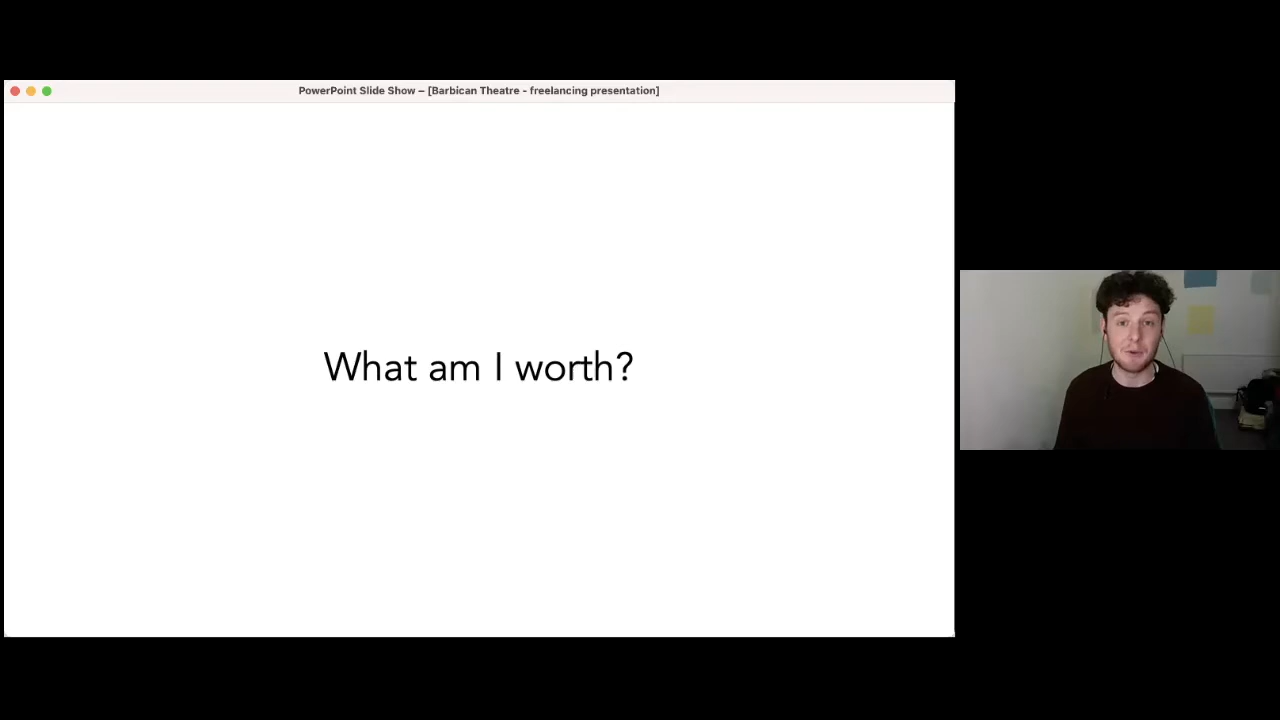 PowerPoint Slide Show – [Barbican Theatre - freelancing presentation]
What am I worth?